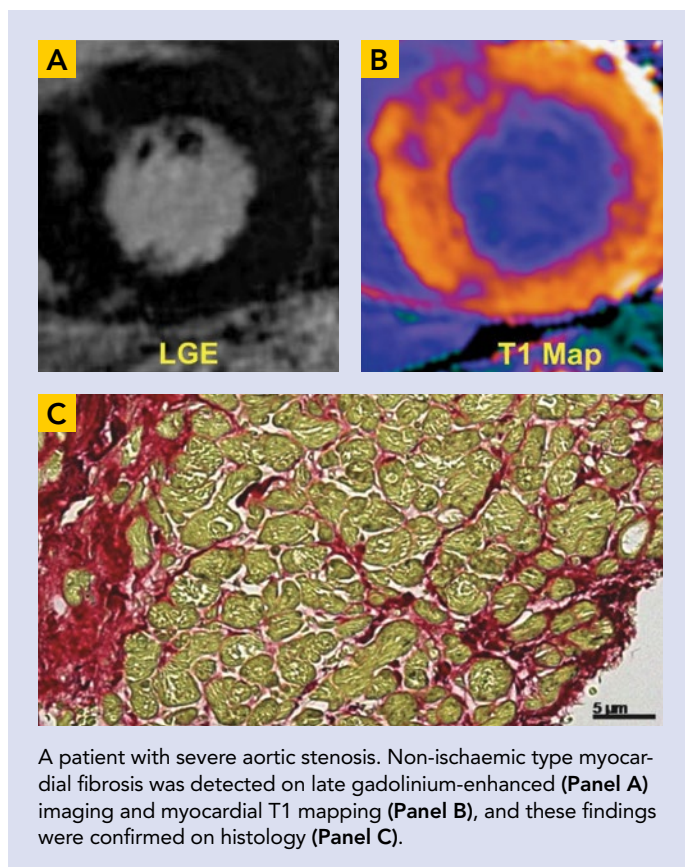 A
B
LGE
T1 Map
C
5 μm
A patient with severe aortic stenosis. Non-ischaemic type myocar-
dial fibrosis was detected on late gadolinium-enhanced (Panel A)
imaging and myocardial T1 mapping (Panel B), and these findings
were confirmed on histology (Panel C).